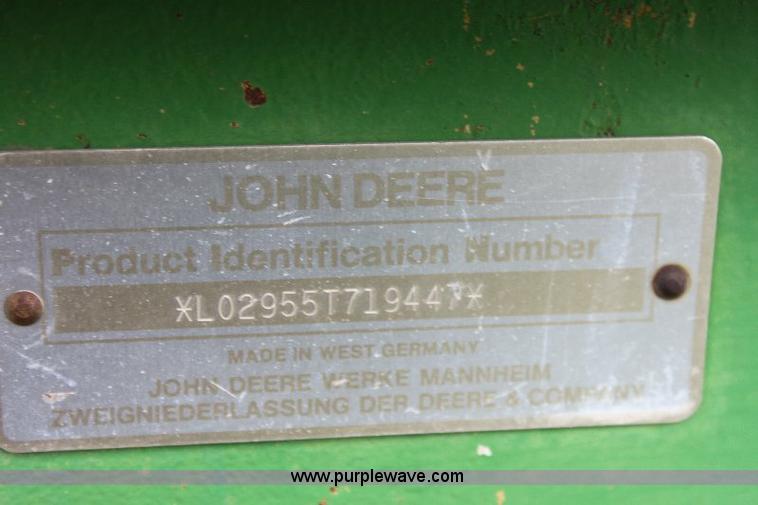 JOHN DEERE
Product Identification Number
*L02955T719447*
MADE IN WEST GERMANY
JOHN DEERE WERKE MANNHEIM
ZWEIGNIEDERLASSUNG DER DEERE & COMPANY
www.purplewave.com